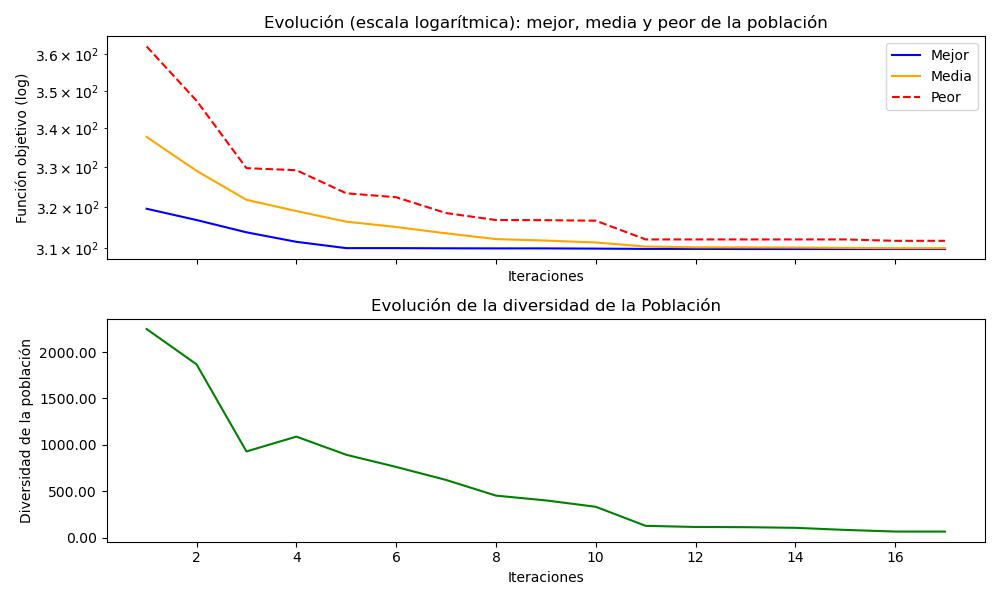 Evolución (escala logarítmica): mejor, media y peor de la población
Función objetivo (log)
3.6 × 10²
3.5 × 10²
3.4 × 10²
3.3 × 10²
3.2 × 10²
3.1 × 10²
Mejor
Media
Peor
Iteraciones
Evolución de la diversidad de la Población
Diversidad de la población
2000.00
1500.00
1000.00
500.00
0.00
2 4 6 8 10 12 14 16
Iteraciones